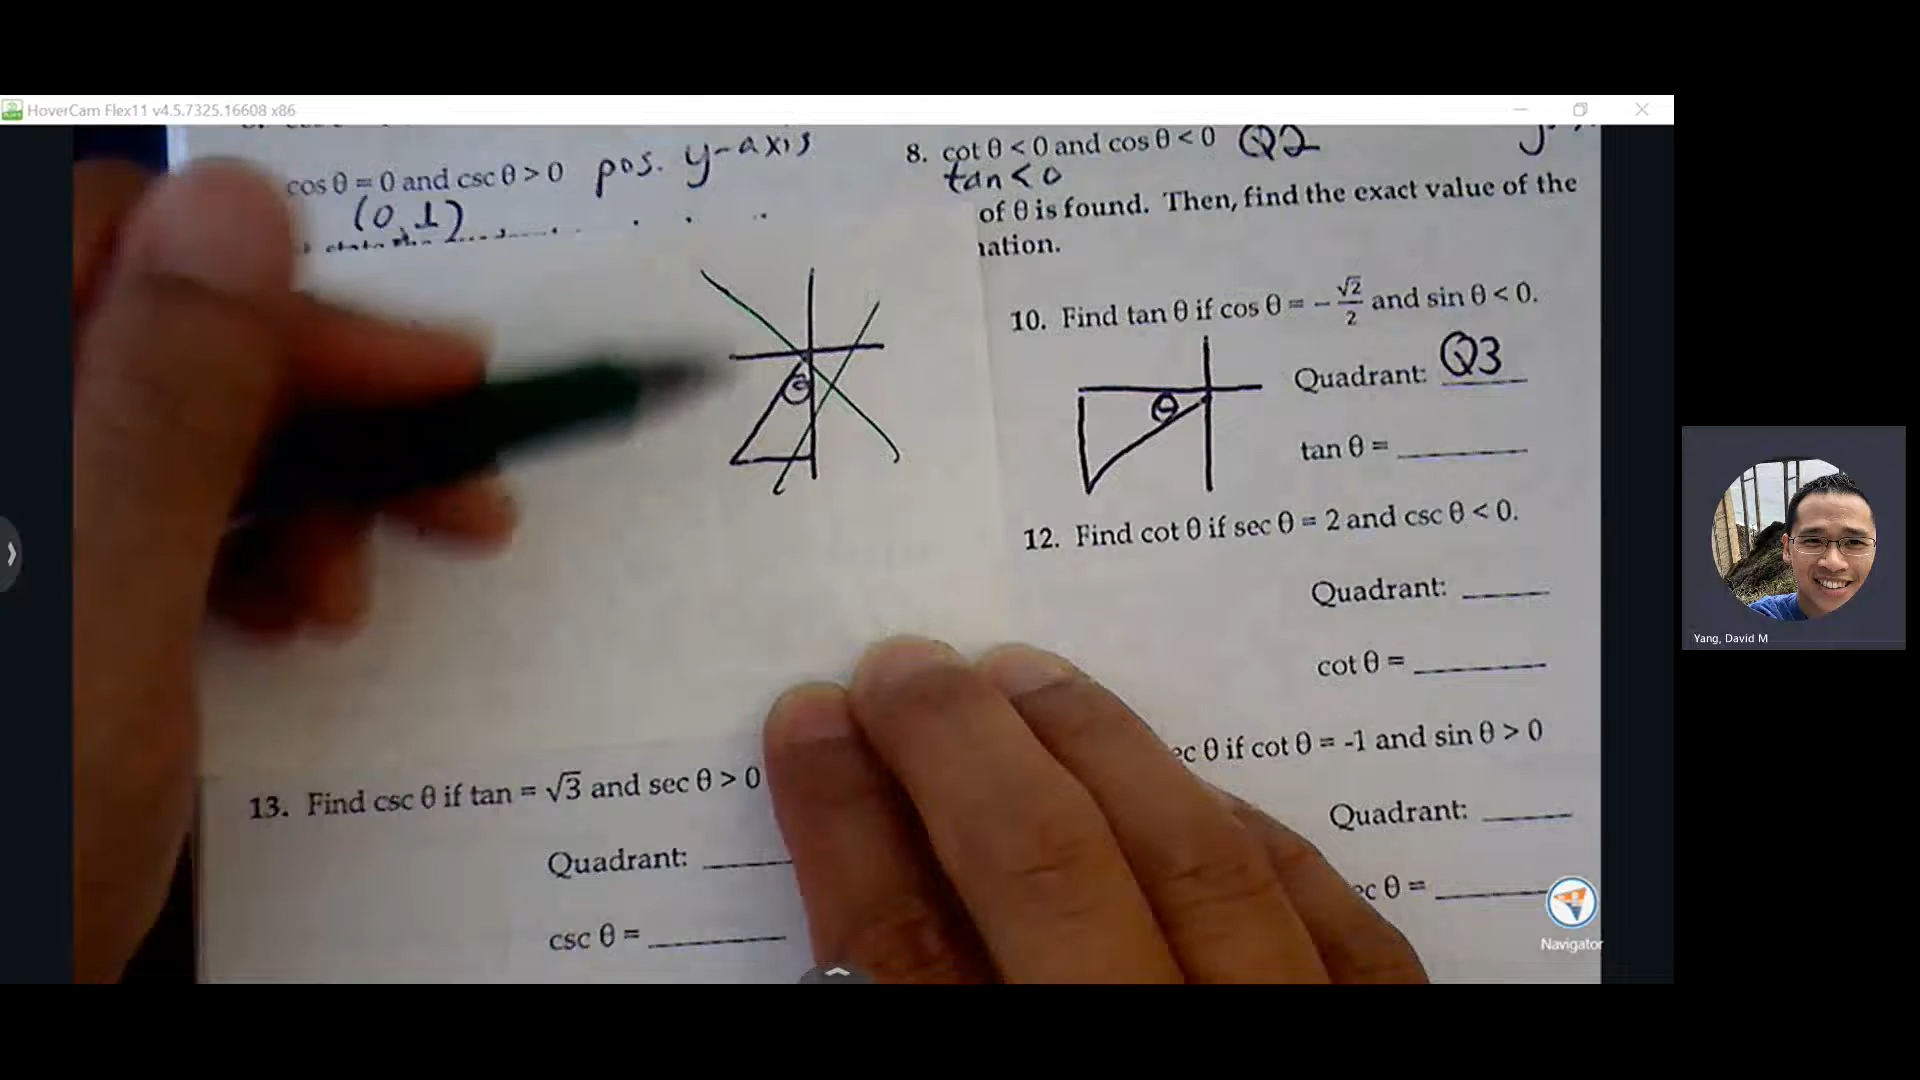 HoverCam Flex11 v4.5.7325.16608 x86
cos θ = 0 and csc θ > 0 pos. y-axis
(0,1)
8. cot θ < 0 and cos θ < 0 Q2
tan < 0
of θ is found. Then, find the exact value of the
10. Find tan θ if cos θ = - √2/2 and sin θ < 0.
θ
θ
Quadrant: Q3
tan θ =
12. Find cot θ if sec θ = 2 and csc θ < 0.
Quadrant:
cot θ =
13. Find csc θ if tan = √3 and sec θ > 0
Quadrant:
csc θ =
θ if cot θ = -1 and sin θ > 0
Quadrant:
θ =
Navigator
Yang, David M